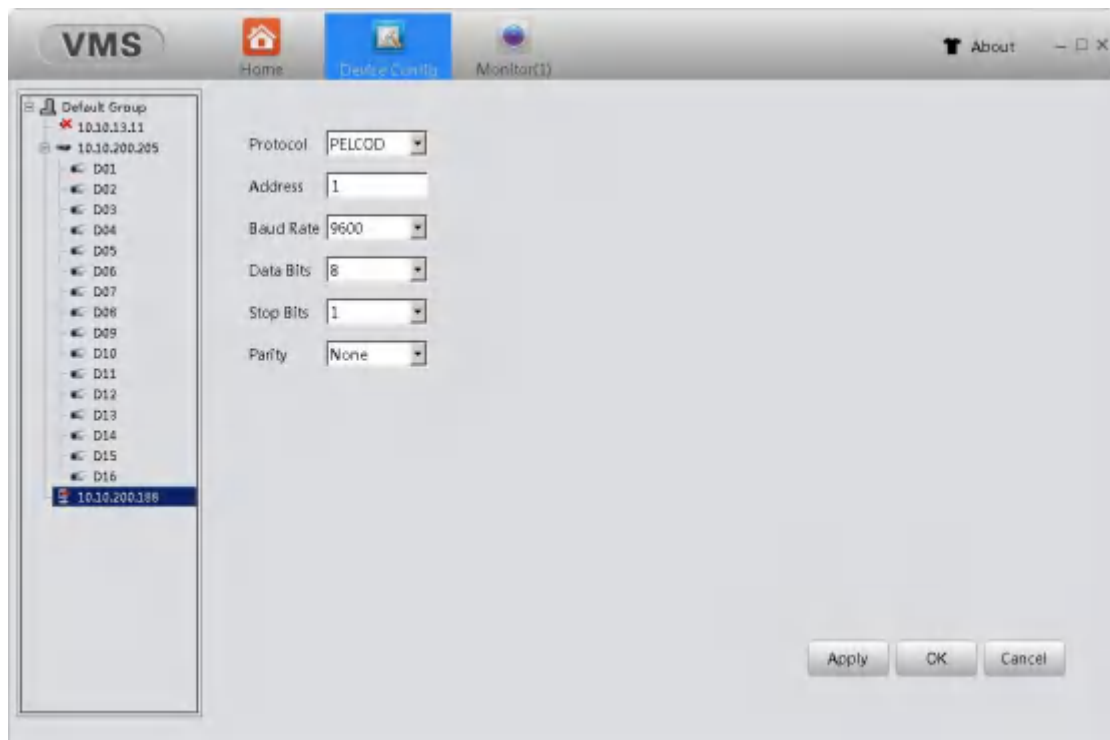 VMS
Home
Device Config
Monitor(1)
About
Default Group
10.10.13.11
10.10.200.205
D01
D02
D03
D04
D05
D06
D07
D08
D09
D10
D11
D12
D13
D14
D15
D16
10.10.200.188
Protocol PELCOD
Address 1
Baud Rate 9600
Data Bits 8
Stop Bits 1
Parity None
Apply OK Cancel